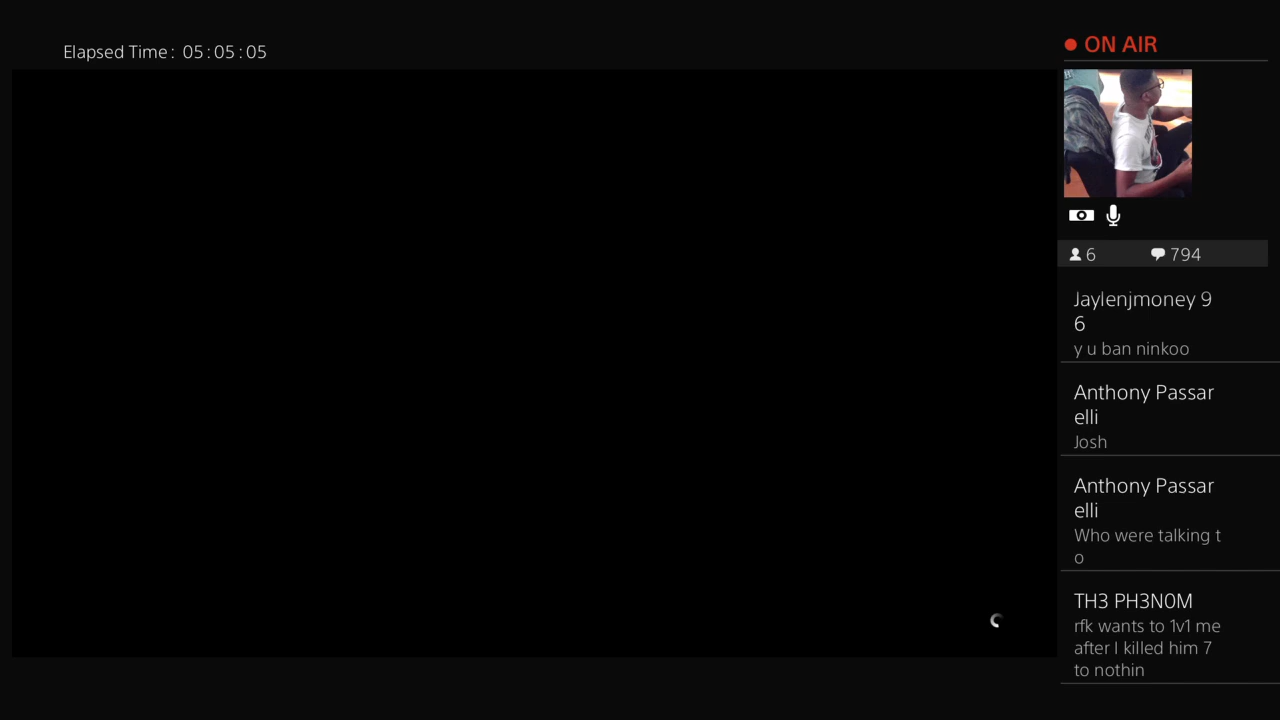 Elapsed Time: 05:05:05
ON AIR
6 794
Jaylenjmoney 9
6
y u ban ninkoo
Anthony Passar
elli
Josh
Anthony Passar
elli
Who were talking t
o
TH3 PH3N0M
rfk wants to 1v1 me
after I killed him 7
to nothin